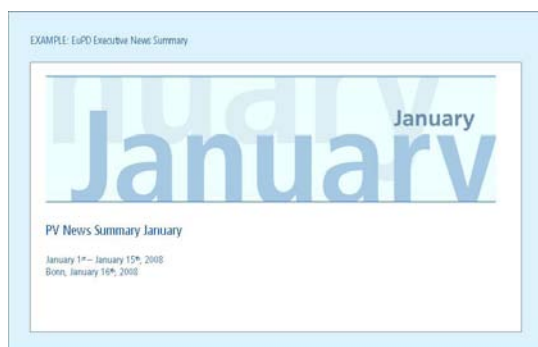 EXAMPLE: EuPD Executive News Summary
nuary
January
January
PV News Summary January
January 1st – January 15th, 2008
Bonn, January 16th, 2008